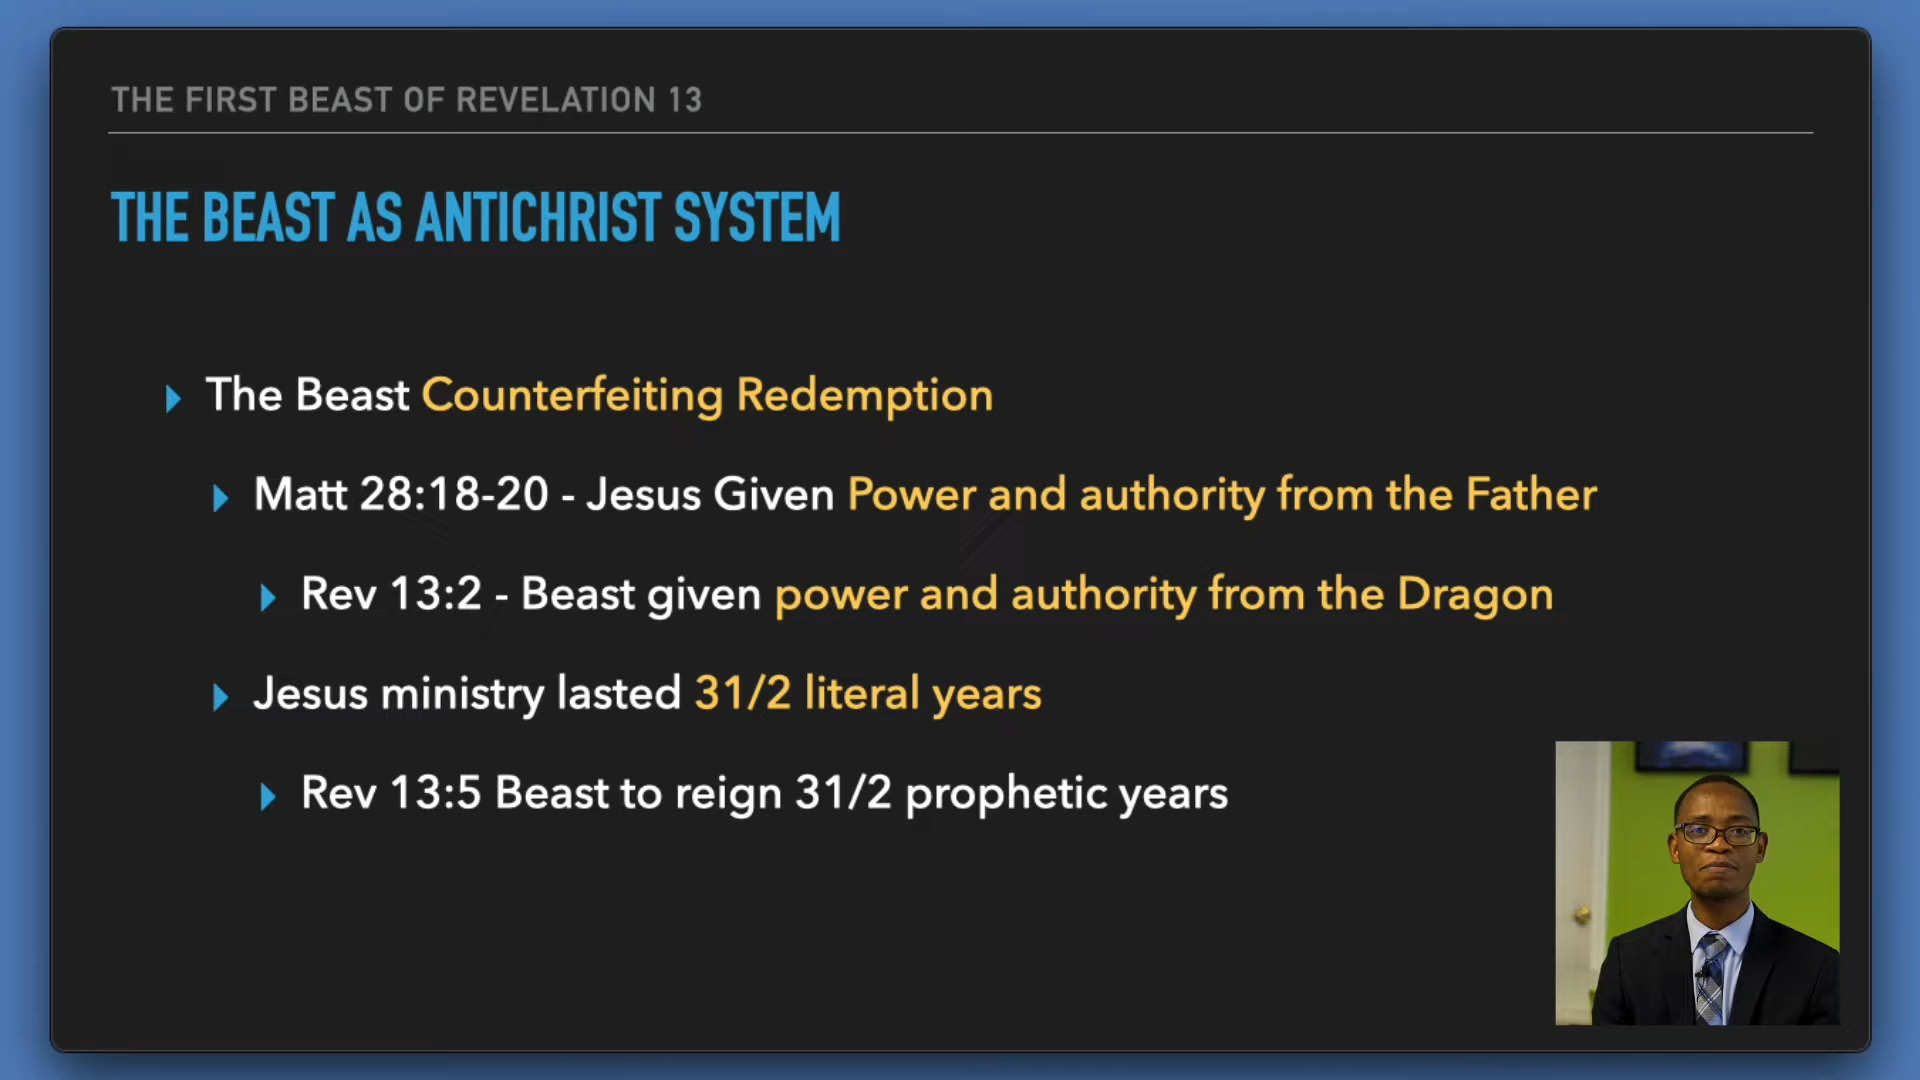 THE FIRST BEAST OF REVELATION 13
THE BEAST AS ANTICHRIST SYSTEM
The Beast Counterfeiting Redemption
Matt 28:18-20 - Jesus Given Power and authority from the Father
Rev 13:2 - Beast given power and authority from the Dragon
Jesus ministry lasted 31/2 literal years
Rev 13:5 Beast to reign 31/2 prophetic years